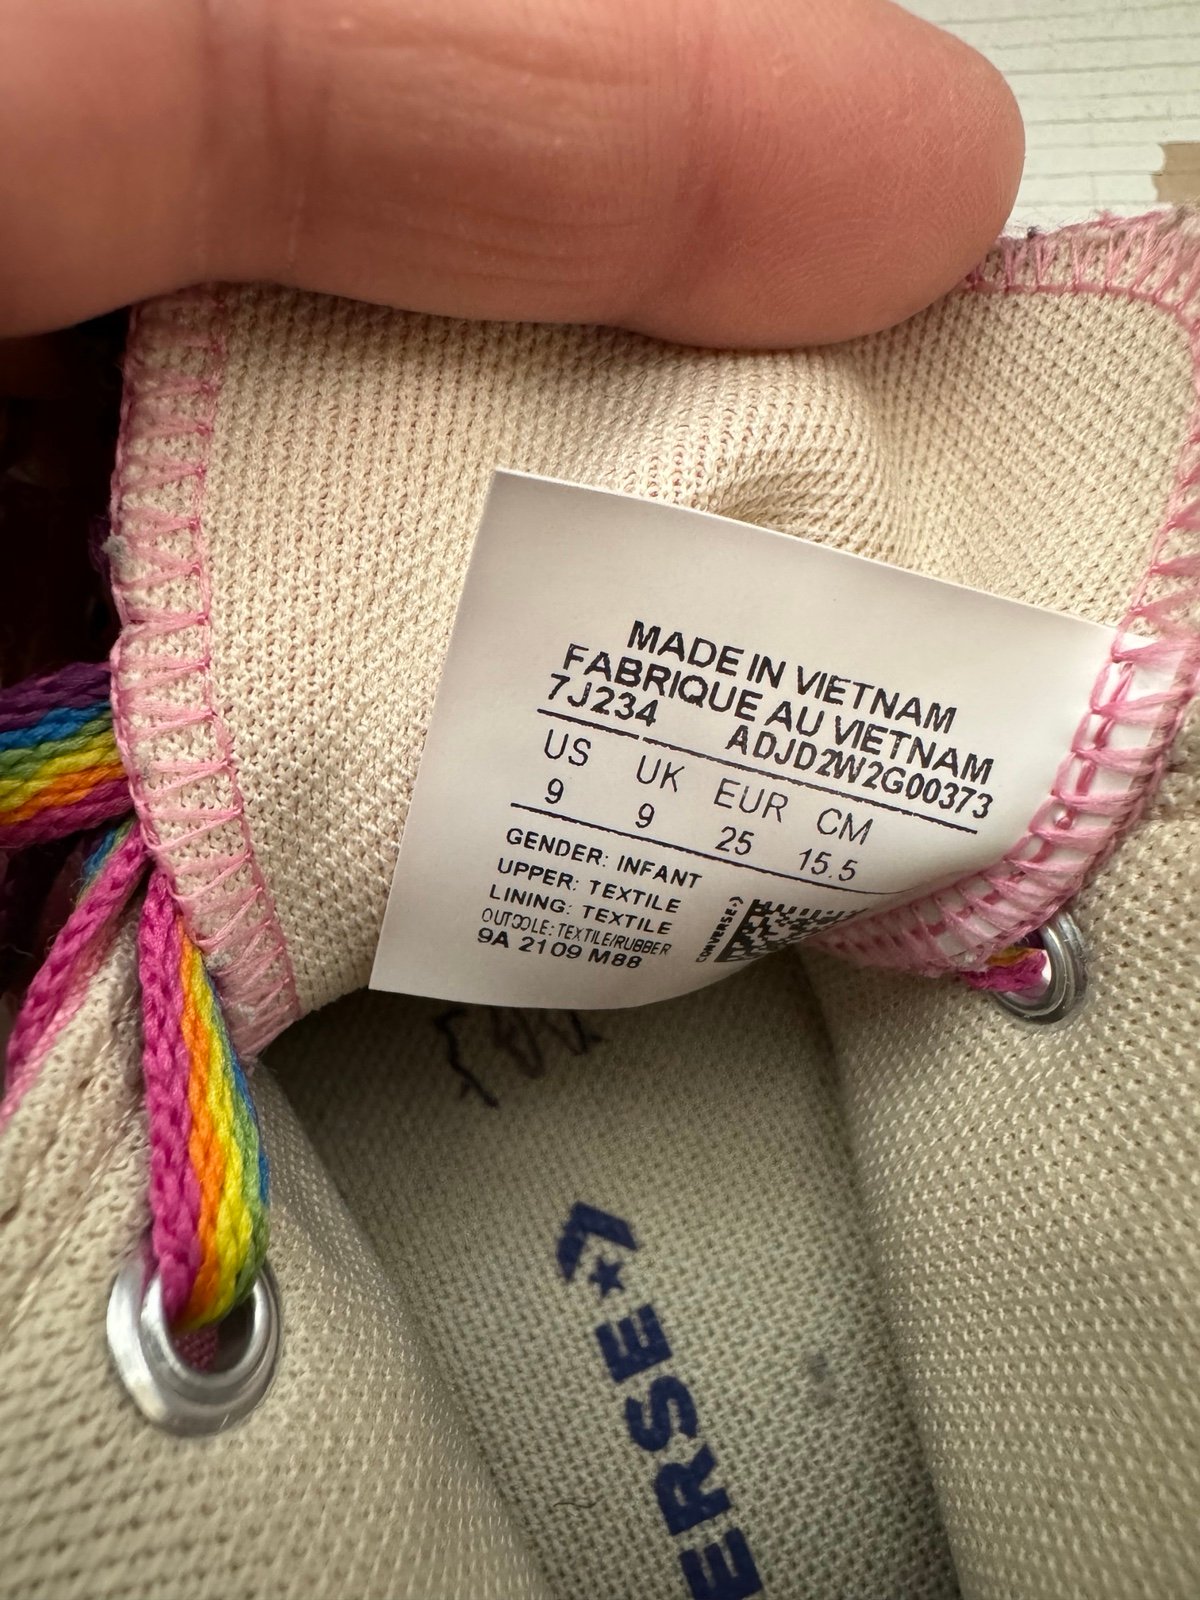 MADE IN VIETNAM
FABRIQUE AU VIETNAM
7J234 ADJD2W2G00373
US UK EUR CM
9 9 25 15.5
GENDER: INFANT
UPPER: TEXTILE
LINING: TEXTILE
OUTSOLE: TEXTILE/RUBBER
9A 2109 M88
CONVERSE
ERSE